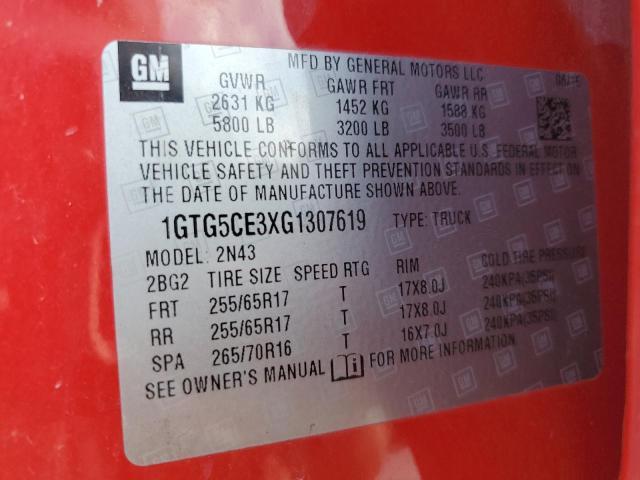 GM
MFD BY GENERAL MOTORS LLC
GVWR GAWR FRT GAWR RR
2631 KG 1452 KG 1588 KG
5800 LB 3200 LB 3500 LB
THIS VEHICLE CONFORMS TO ALL APPLICABLE U.S. FEDERAL MOTOR
VEHICLE SAFETY AND THEFT PREVENTION STANDARDS IN EFFECT ON
THE DATE OF MANUFACTURE SHOWN ABOVE.
1GTG5CE3XG1307619 TYPE: TRUCK
MODEL: 2N43
2BG2 TIRE SIZE SPEED RTG RIM COLD TIRE PRESSURE
FRT 255/65R17 T 17X8.0J 240KPA(35PSI)
RR 255/65R17 T 17X8.0J 240KPA(35PSI)
SPA 265/70R16 T 16X7.0J 240KPA(35PSI)
SEE OWNER'S MANUAL FOR MORE INFORMATION